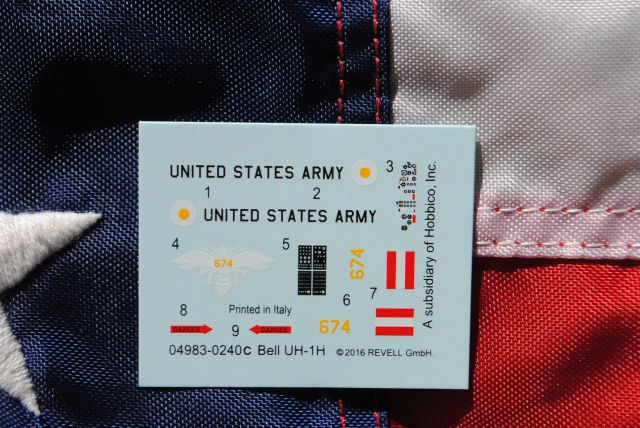 UNITED STATES ARMY
3
1
2
UNITED STATES ARMY
4
674
5
674
6
7
8
Printed in Italy
DANGER
9
DANGER
674
04983-0240C Bell UH-1H
©2016 REVELL GmbH.
A subsidiary of Hobbico, Inc.